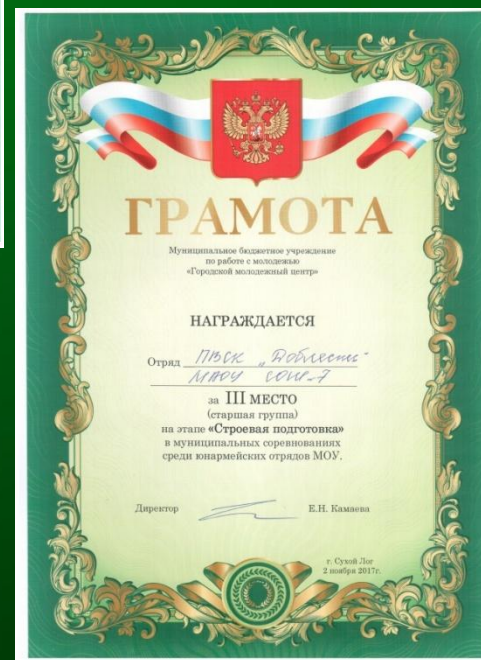 ГРАМОТА
Муниципальное бюджетное учреждение
по работе с молодежью
«Городской молодежный центр»
НАГРАЖДАЕТСЯ
Отряд ПВСК „Доблесть"
МАОУ СОШ-7
за III МЕСТО
(старшая группа)
на этапе «Строевая подготовка»
в муниципальных соревнованиях
среди юнармейских отрядов МОУ.
Директор Е.Н. Камаева
г. Сухой Лог
2 ноября 2017г.